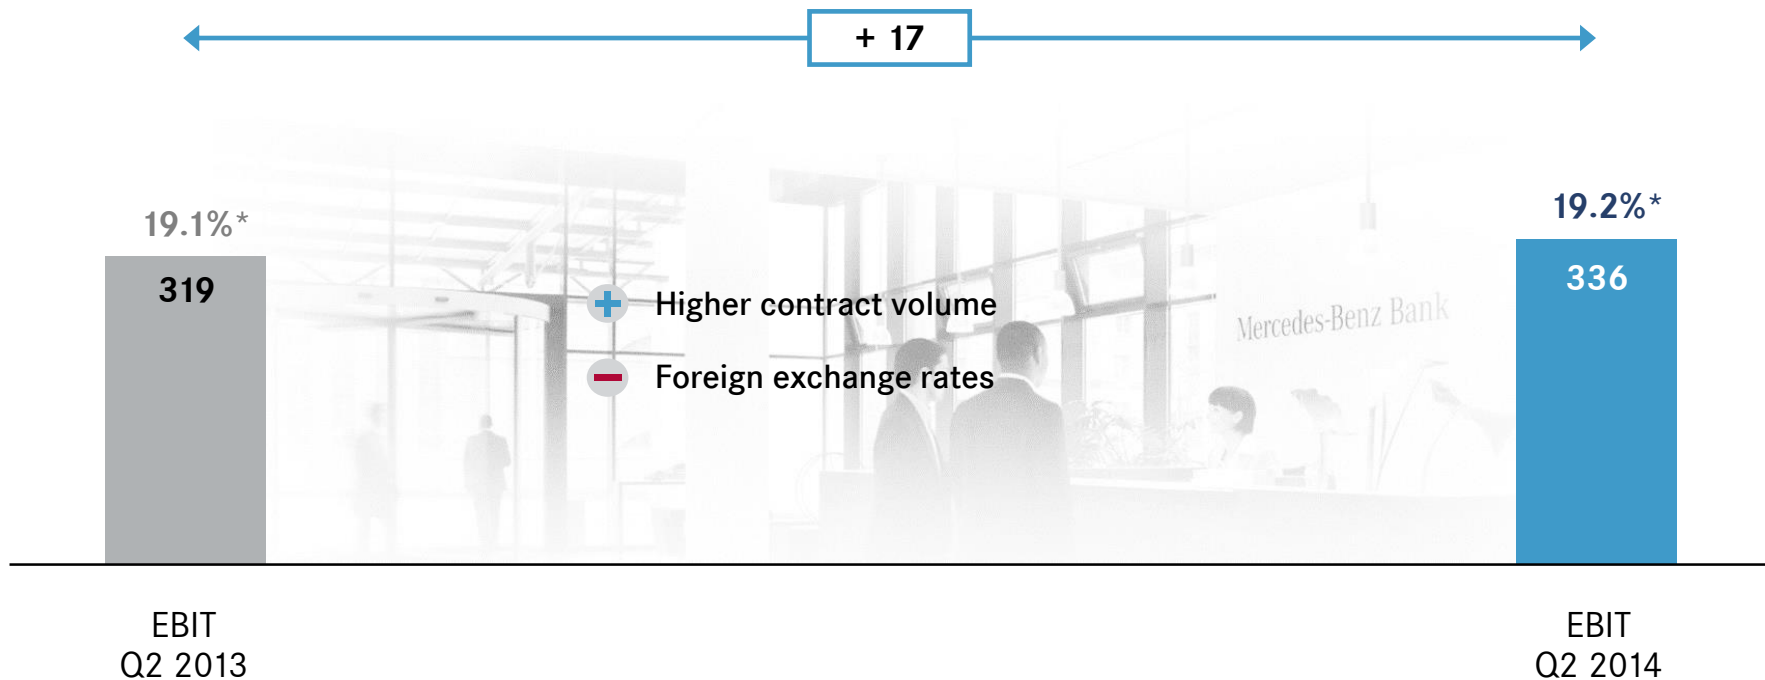 + 17
19.1%*
19.2%*
319
336
Higher contract volume
Mercedes-Benz Bank
Foreign exchange rates
EBIT
Q2 2013
EBIT
Q2 2014